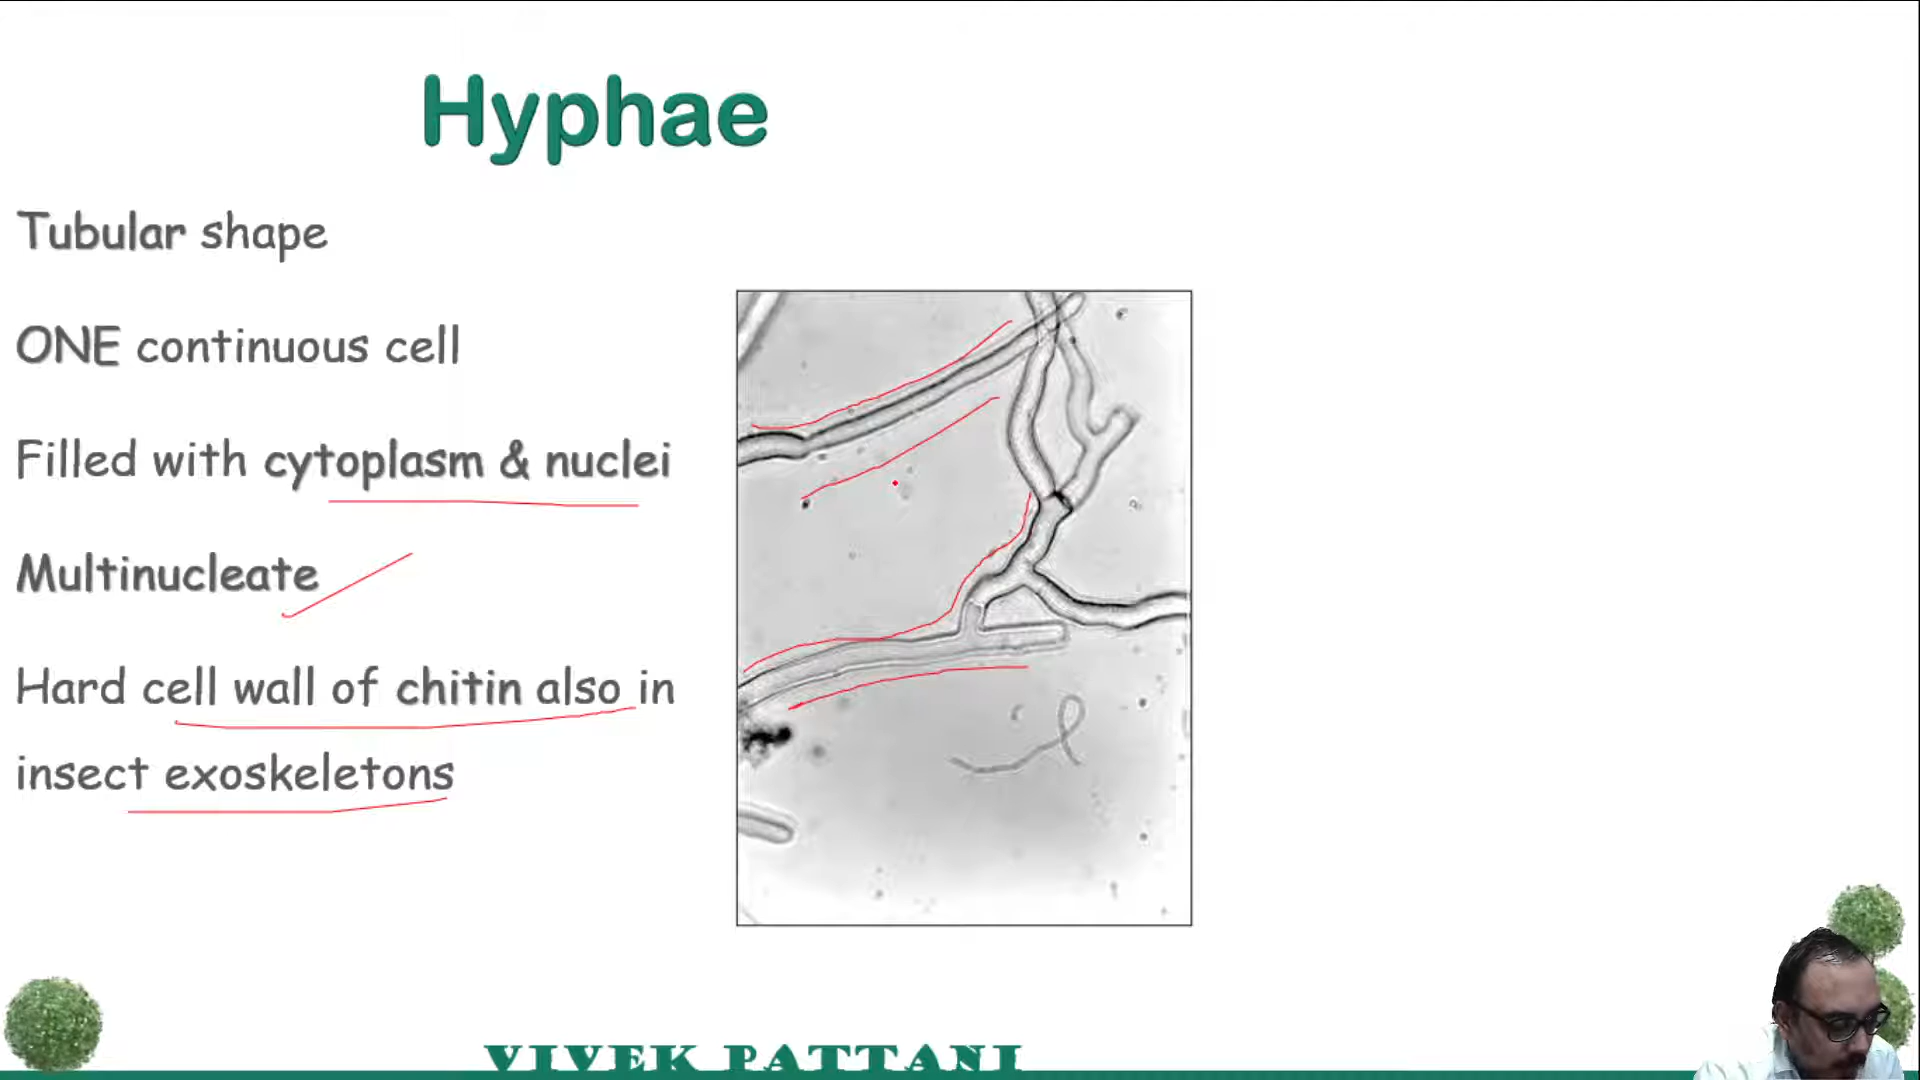 Hyphae
Tubular shape
ONE continuous cell
Filled with cytoplasm & nuclei
Multinucleate
Hard cell wall of chitin also in
insect exoskeletons
VIVEK PATTANI